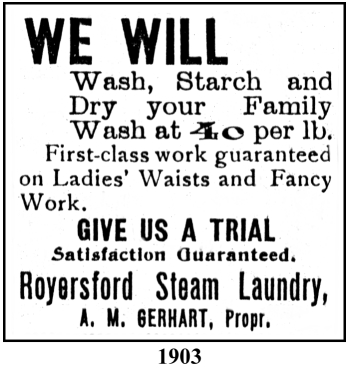 WE WILL
Wash, Starch and
Dry your Family
Wash at 40 per lb.
First-class work guaranteed
on Ladies' Waists and Fancy
Work.
GIVE US A TRIAL
Satisfaction Guaranteed.
Royersford Steam Laundry,
A. M. GERHART, Propr.
1903